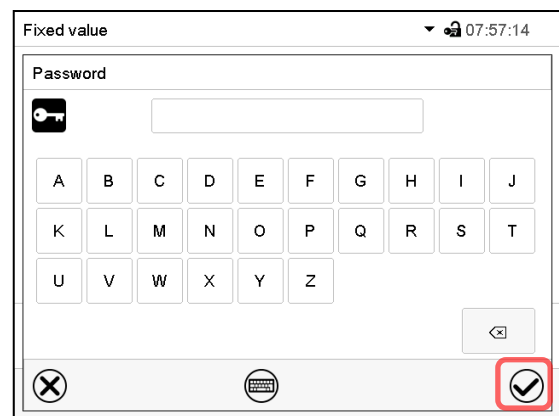 Fixed value 07:57:14
Password
A B C D E F G H I J
K L M N O P Q R S T
U V W X Y Z